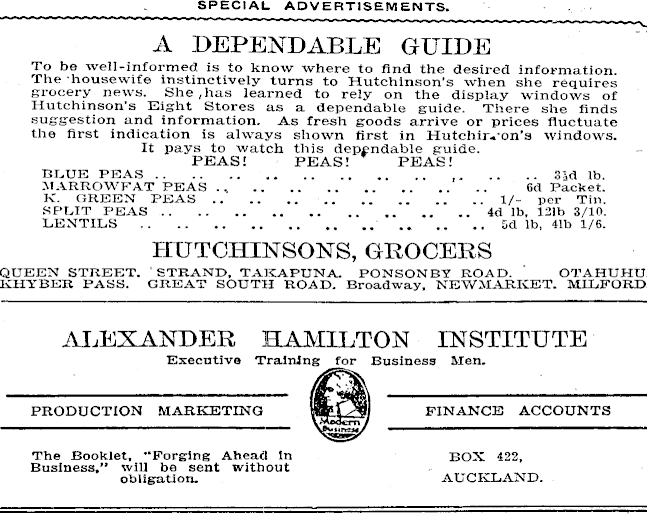 SPECIAL ADVERTISEMENTS.
A DEPENDABLE GUIDE
To be well-informed is to know where to find the desired information.
The housewife instinctively turns to Hutchinson's when she requires
grocery news. She has learned to rely on the display windows of
Hutchinson's Eight Stores as a dependable guide. There she finds
suggestion and information. As fresh goods arrive or prices fluctuate
the first indication is always shown first in Hutchinson's windows.
It pays to watch this dependable guide.
PEAS! PEAS! PEAS!
BLUE PEAS .. .. .. .. .. .. .. .. .. 3½d lb.
MARROWFAT PEAS .. .. .. .. .. .. .. 6d Packet.
K. GREEN PEAS .. .. .. .. .. .. .. 1/- per Tin.
SPLIT PEAS .. .. .. .. .. .. .. 4d lb, 12lb 3/10.
LENTILS .. .. .. .. .. .. .. .. 5d lb, 4lb 1/6.
HUTCHINSONS, GROCERS
QUEEN STREET. STRAND, TAKAPUNA. PONSONBY ROAD. OTAHUHU
KHYBER PASS. GREAT SOUTH ROAD. Broadway, NEWMARKET. MILFORD
ALEXANDER HAMILTON INSTITUTE
Executive Training for Business Men.
PRODUCTION MARKETING
Modern
Business
FINANCE ACCOUNTS
The Booklet, "Forging Ahead in
Business," will be sent without
obligation.
BOX 422,
AUCKLAND.